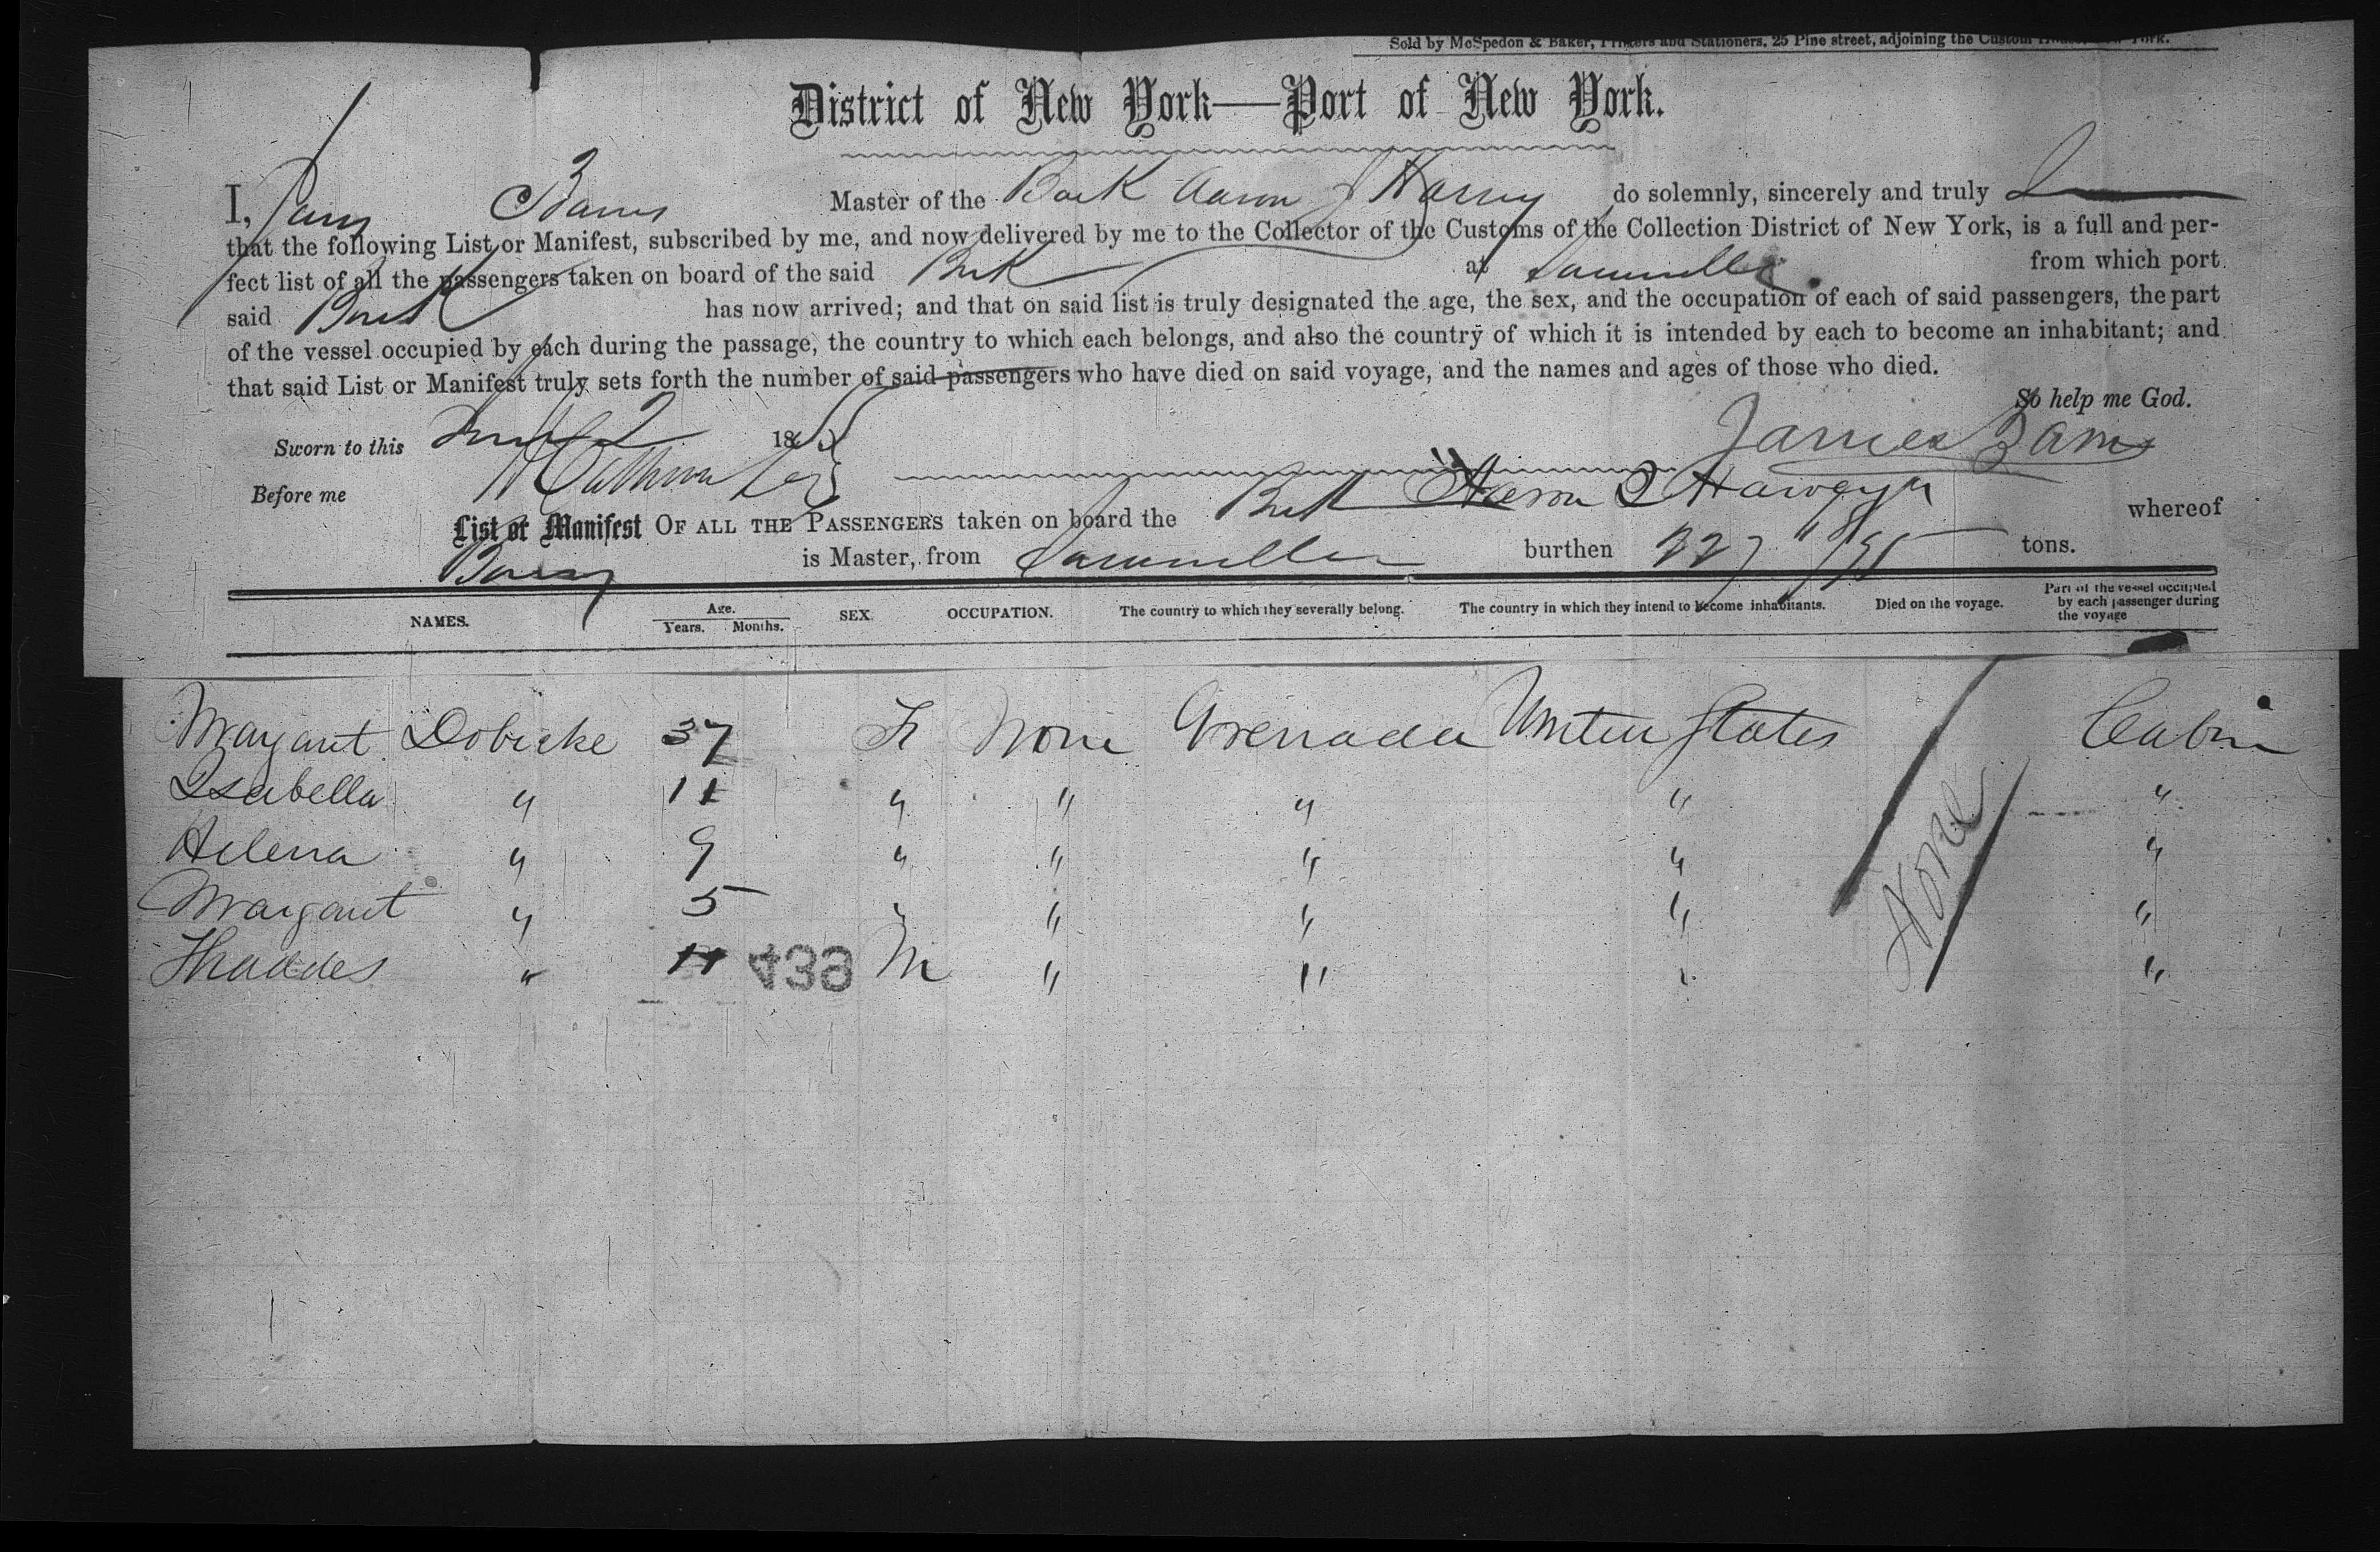 Sold by McSpedon & Baker, Printers and Stationers, 25 Pine street, adjoining the Custom House, New York.
District of New York—Port of New York.
I, James Master of the Bark Aaron J Harvey do solemnly, sincerely and truly
that the following List or Manifest, subscribed by me, and now delivered by me to the Collector of the Customs of the Collection District of New York, is a full and per-
fect list of all the passengers taken on board of the said Bark at from which port
said Bark has now arrived; and that on said list is truly designated the age, the sex, and the occupation of each of said passengers, the part
of the vessel occupied by each during the passage, the country to which each belongs, and also the country of which it is intended by each to become an inhabitant; and
that said List or Manifest truly sets forth the number of said passengers who have died on said voyage, and the names and ages of those who died.
So help me God.
Sworn to this 2 18 James
Before me
List or Manifest OF ALL THE PASSENGERS taken on board the Bark Aaron J whereof
is Master, from burthen tons.
NAMES. Age. Years. Months. SEX. OCCUPATION. The country to which they severally belong. The country in which they intend to become inhabitants. Died on the voyage. Part of the vessel occupied by each passenger during the voyage
Margaret Dobicke 37 F None Grenada United States Cabin
Isabella " 11 " " " " "
Helena " 9 " " " " "
Margaret " 5 " " " " "
Thaddes " 11 M " " " "
None
433